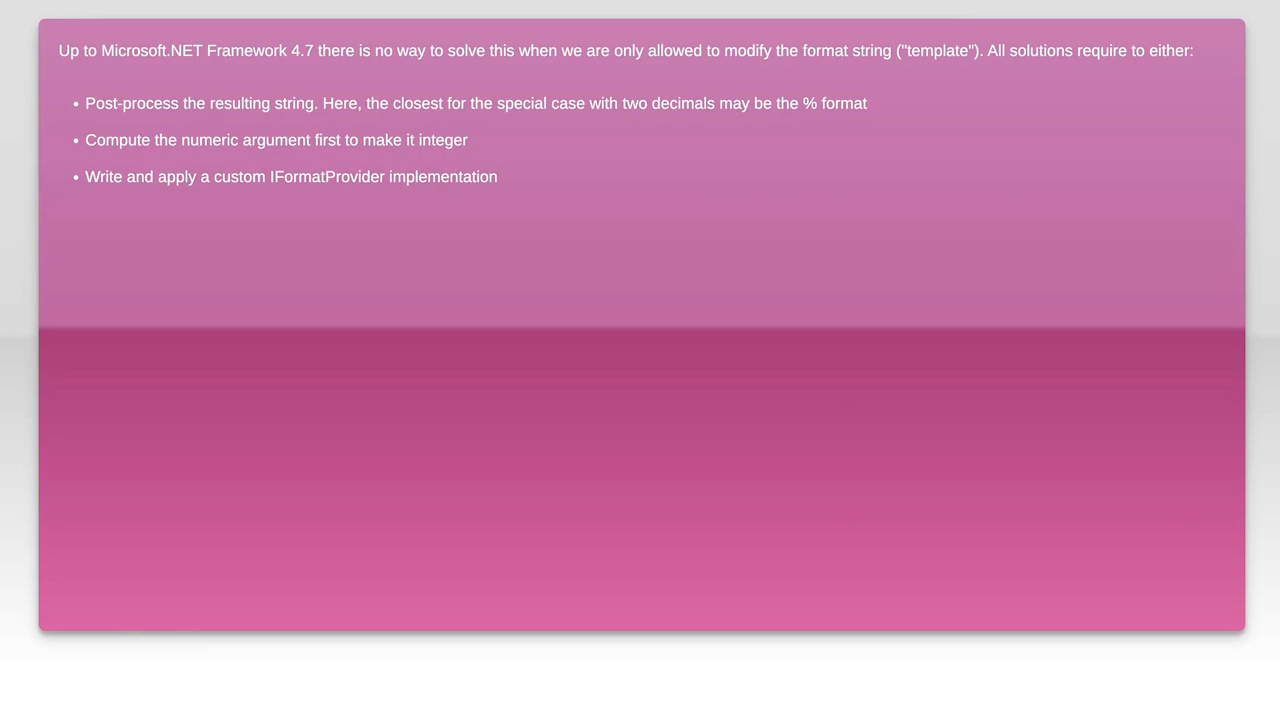 Up to Microsoft.NET Framework 4.7 there is no way to solve this when we are only allowed to modify the format string ("template"). All solutions require to either:
• Post-process the resulting string. Here, the closest for the special case with two decimals may be the % format
• Compute the numeric argument first to make it integer
• Write and apply a custom IFormatProvider implementation